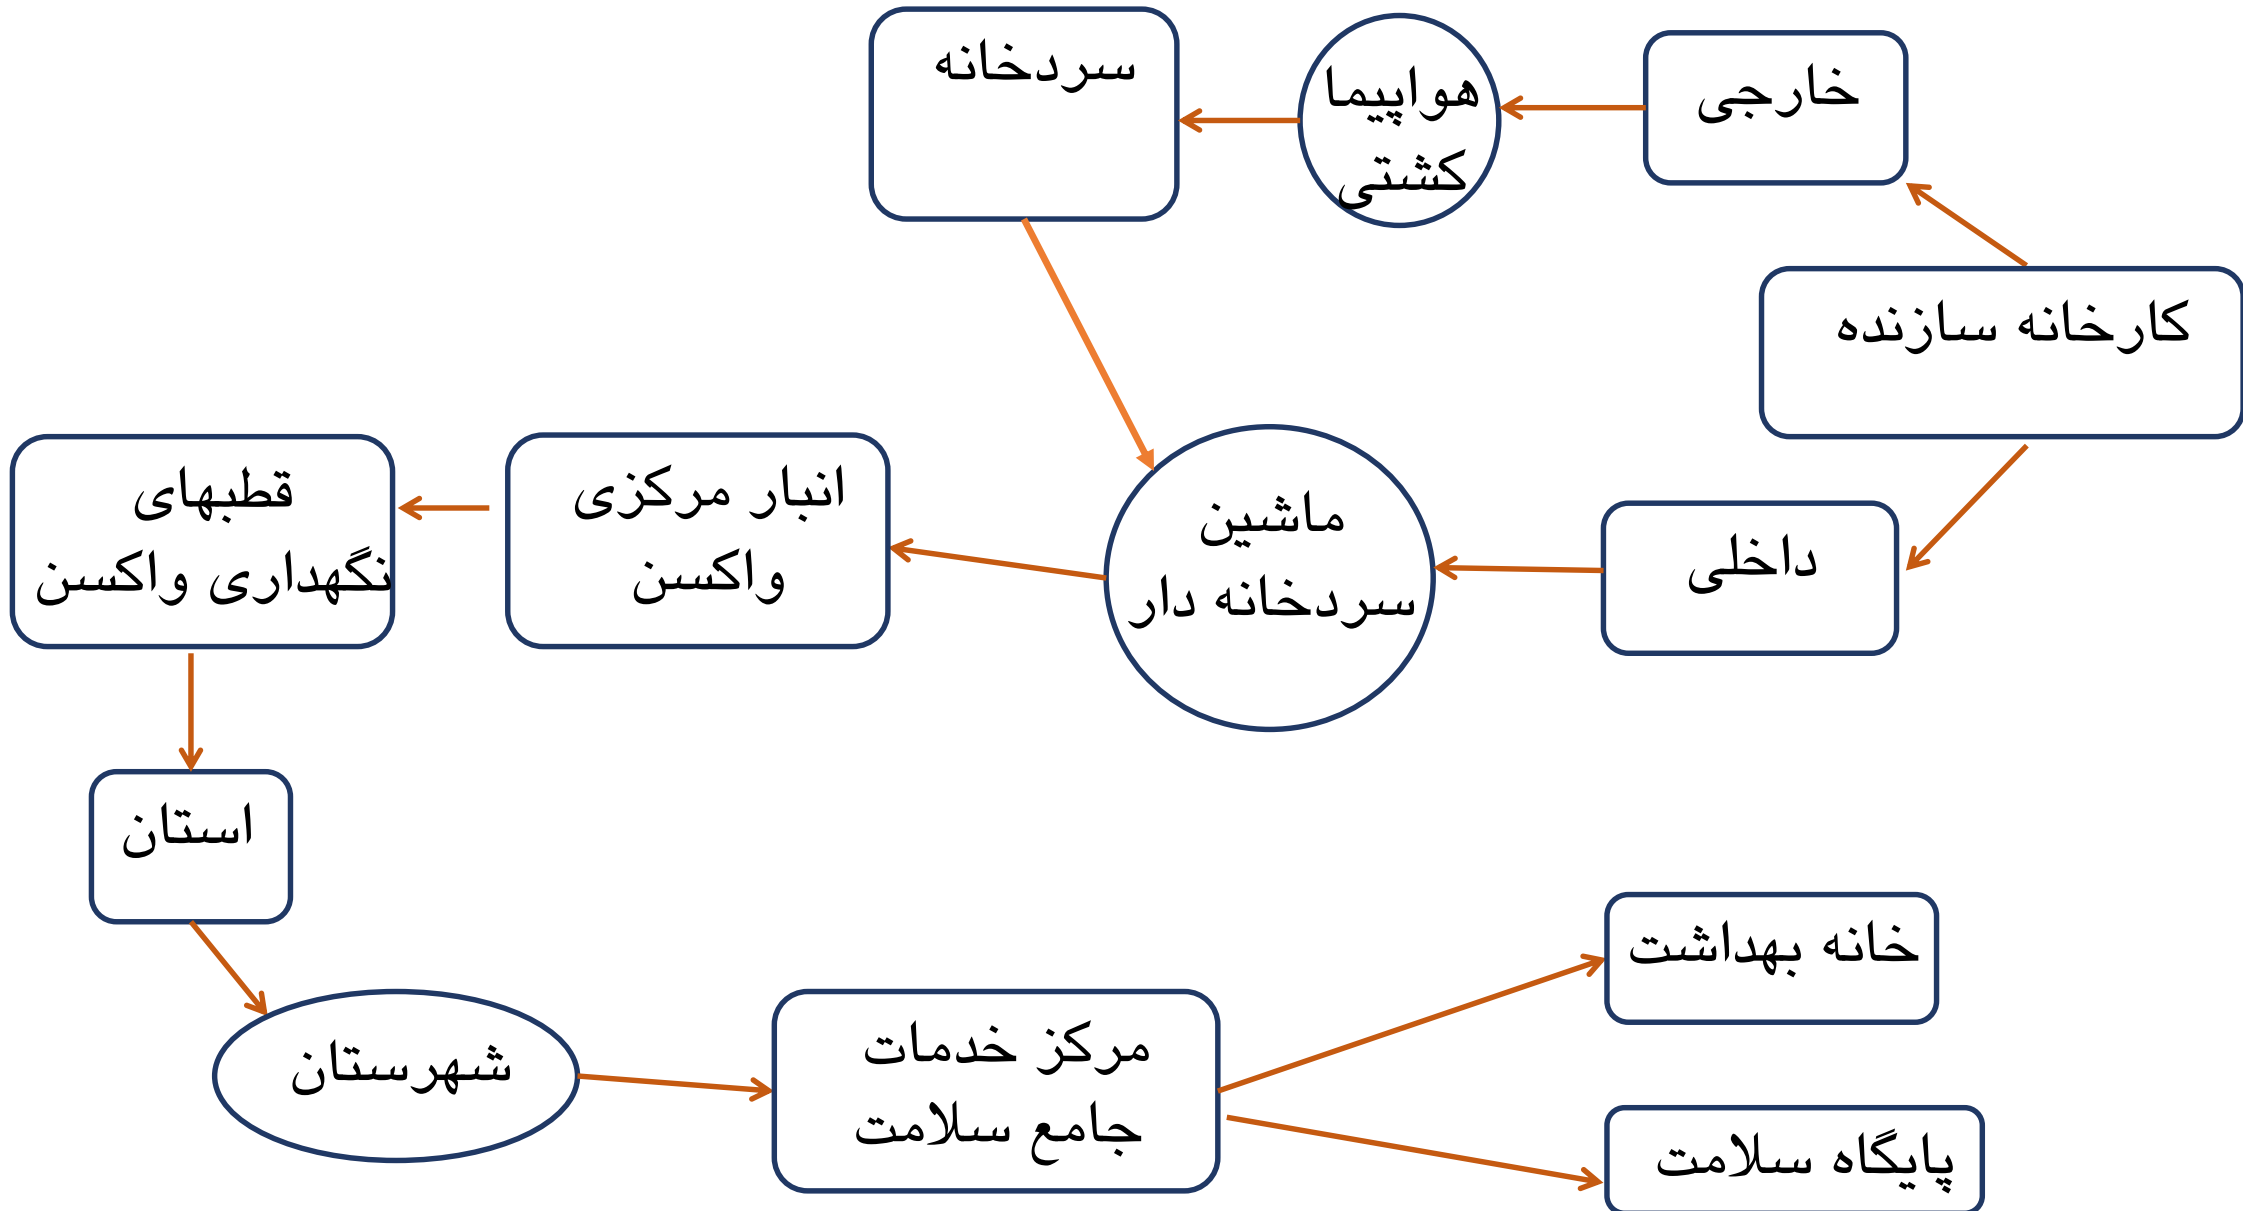 کارخانه سازنده
خارجی
هواپیما
کشتی
سردخانه
داخلی
ماشین
سردخانه دار
انبار مرکزی
واکسن
قطبهای
نگهداری واکسن
استان
شهرستان
مرکز خدمات
جامع سلامت
خانه بهداشت
پایگاه سلامت